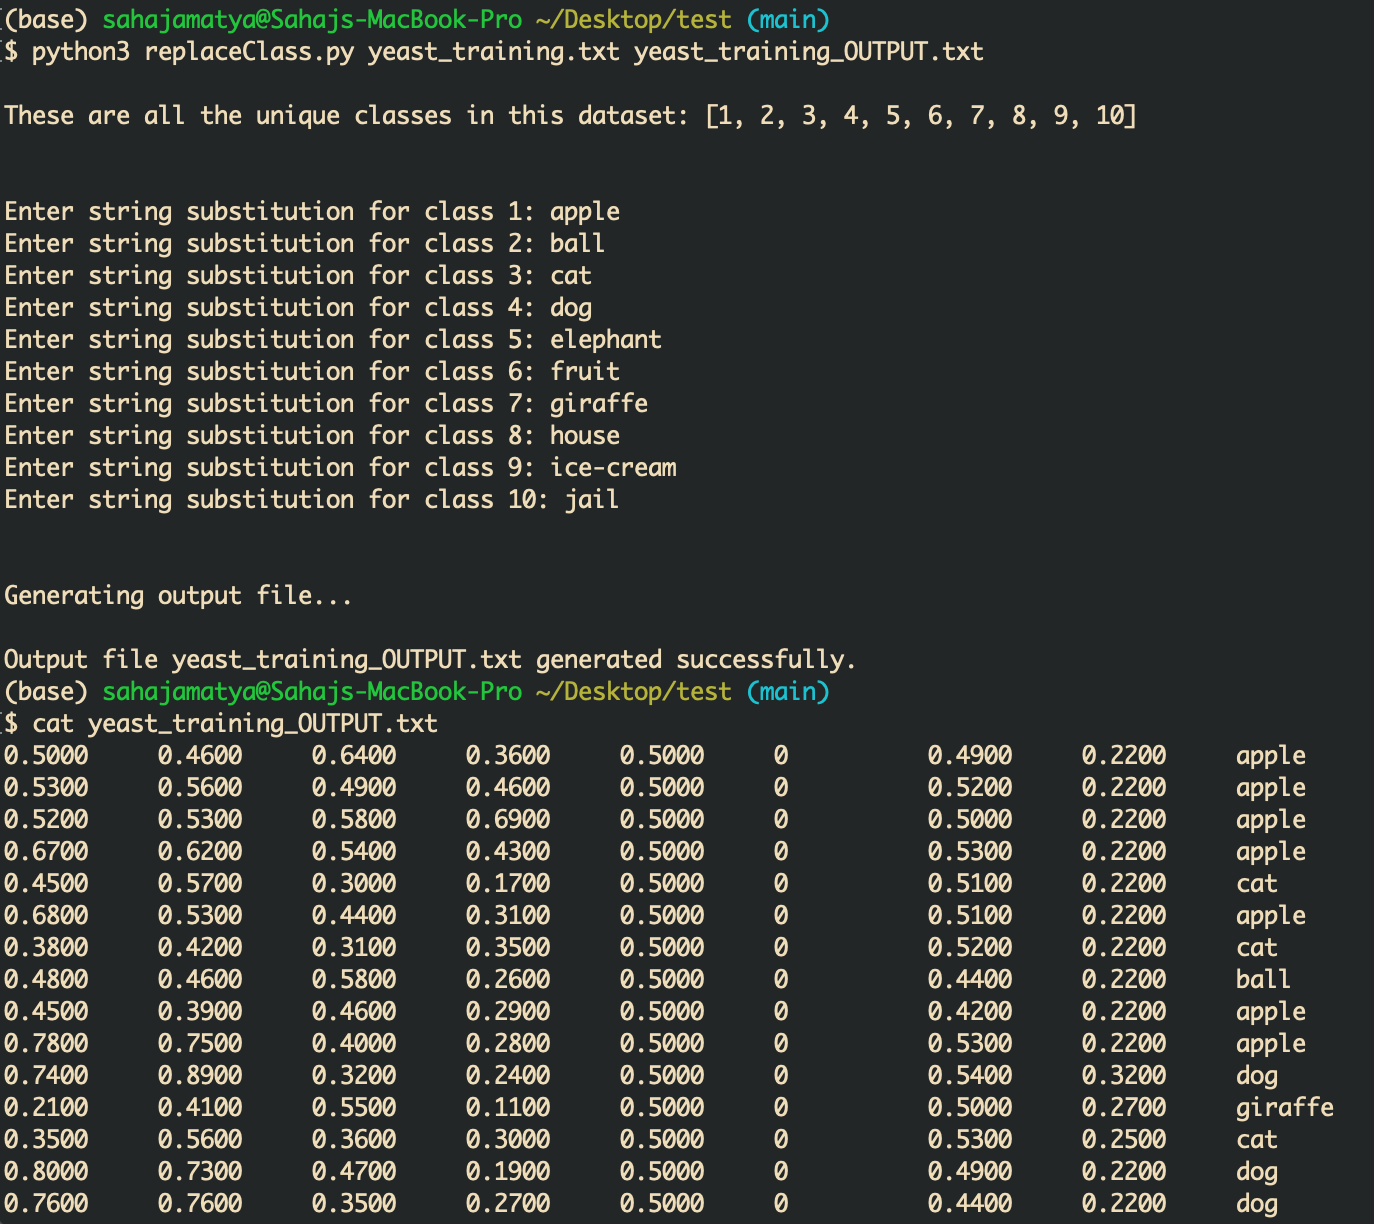 (base) sahajamatya@Sahajs-MacBook-Pro ~/Desktop/test (main)
$ python3 replaceClass.py yeast_training.txt yeast_training_OUTPUT.txt
These are all the unique classes in this dataset: [1, 2, 3, 4, 5, 6, 7, 8, 9, 10]
Enter string substitution for class 1: apple
Enter string substitution for class 2: ball
Enter string substitution for class 3: cat
Enter string substitution for class 4: dog
Enter string substitution for class 5: elephant
Enter string substitution for class 6: fruit
Enter string substitution for class 7: giraffe
Enter string substitution for class 8: house
Enter string substitution for class 9: ice-cream
Enter string substitution for class 10: jail
Generating output file...
Output file yeast_training_OUTPUT.txt generated successfully.
(base) sahajamatya@Sahajs-MacBook-Pro ~/Desktop/test (main)
$ cat yeast_training_OUTPUT.txt
0.5000 0.4600 0.6400 0.3600 0.5000 0 0.4900 0.2200 apple
0.5300 0.5600 0.4900 0.4600 0.5000 0 0.5200 0.2200 apple
0.5200 0.5300 0.5800 0.6900 0.5000 0 0.5000 0.2200 apple
0.6700 0.6200 0.5400 0.4300 0.5000 0 0.5300 0.2200 apple
0.4500 0.5700 0.3000 0.1700 0.5000 0 0.5100 0.2200 cat
0.6800 0.5300 0.4400 0.3100 0.5000 0 0.5100 0.2200 apple
0.3800 0.4200 0.3100 0.3500 0.5000 0 0.5200 0.2200 cat
0.4800 0.4600 0.5800 0.2600 0.5000 0 0.4400 0.2200 ball
0.4500 0.3900 0.4600 0.2900 0.5000 0 0.4200 0.2200 apple
0.7800 0.7500 0.4000 0.2800 0.5000 0 0.5300 0.2200 apple
0.7400 0.8900 0.3200 0.2400 0.5000 0 0.5400 0.3200 dog
0.2100 0.4100 0.5500 0.1100 0.5000 0 0.5000 0.2700 giraffe
0.3500 0.5600 0.3600 0.3000 0.5000 0 0.5300 0.2500 cat
0.8000 0.7300 0.4700 0.1900 0.5000 0 0.4900 0.2200 dog
0.7600 0.7600 0.3500 0.2700 0.5000 0 0.4400 0.2200 dog